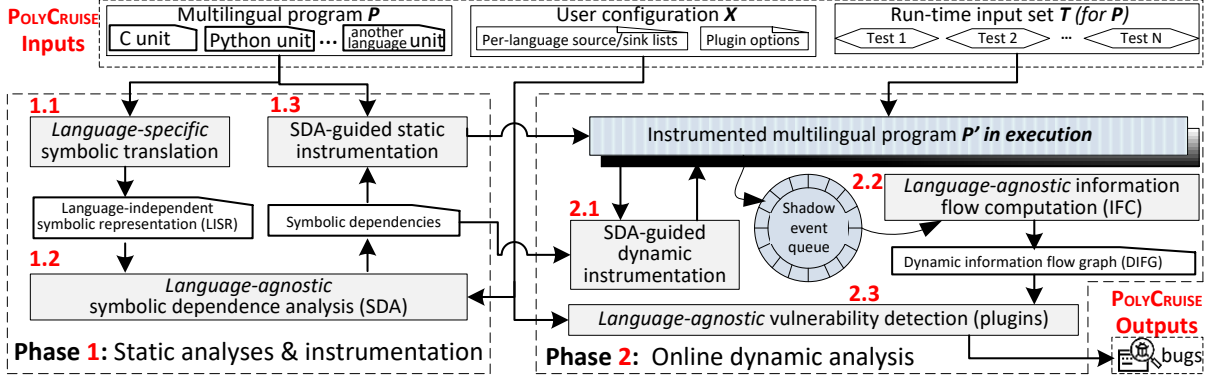 POLYCRUISE
Inputs
Multilingual program P
C unit
Python unit
...
another
language unit
User configuration X
Per-language source/sink lists
Plugin options
Run-time input set T (for P)
Test 1
Test 2
...
Test N
1.1
Language-specific
symbolic translation
1.3
SDA-guided static
instrumentation
Language-independent
symbolic representation (LISR)
Symbolic dependencies
1.2
Language-agnostic
symbolic dependence analysis (SDA)
Phase 1: Static analyses & instrumentation
Instrumented multilingual program P' in execution
2.1
SDA-guided
dynamic
instrumentation
Shadow
event
queue
2.2
Language-agnostic information
flow computation (IFC)
Dynamic information flow graph (DIFG)
2.3
Language-agnostic vulnerability detection (plugins)
Phase 2: Online dynamic analysis
POLYCRUISE
Outputs
bugs